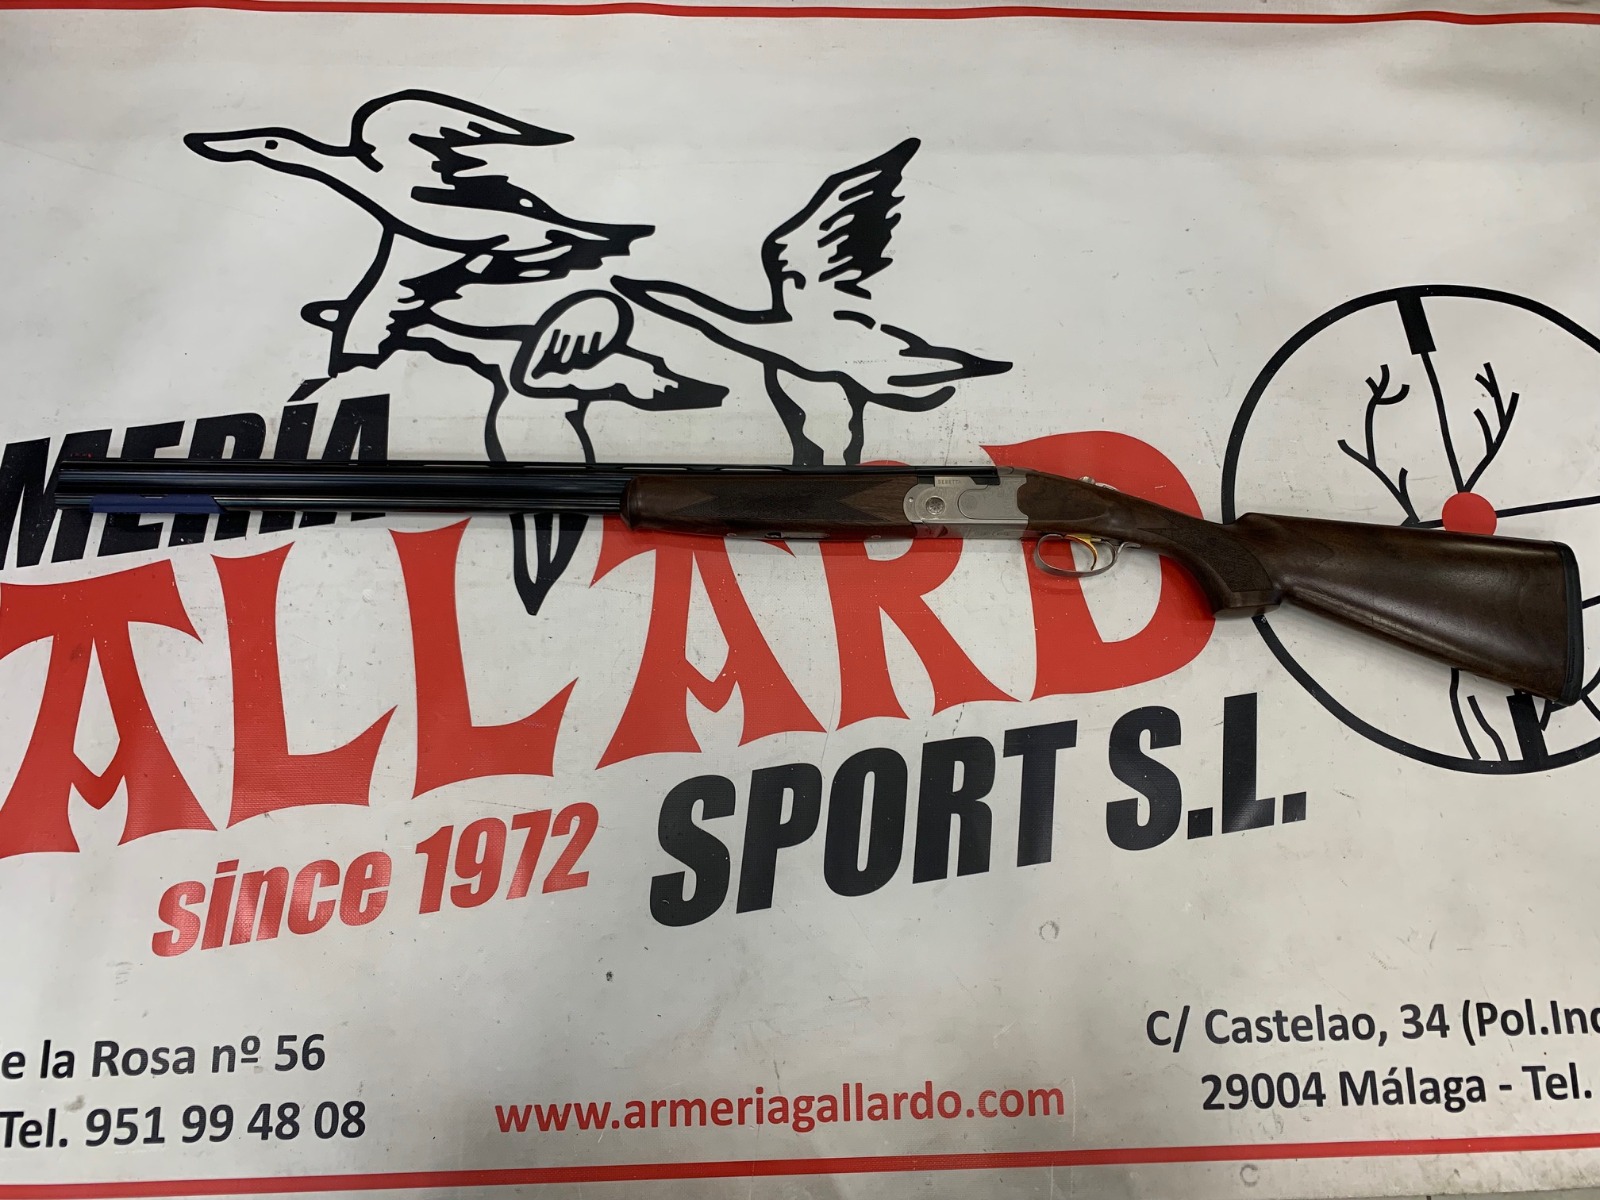 MERÍA
ALLARD
since 1972 SPORT S.L.
BERETTA
e la Rosa nº 56
Tel. 951 99 48 08
www.armeriagallardo.com
C/ Castelao, 34 (Pol.Ind
29004 Málaga - Tel.